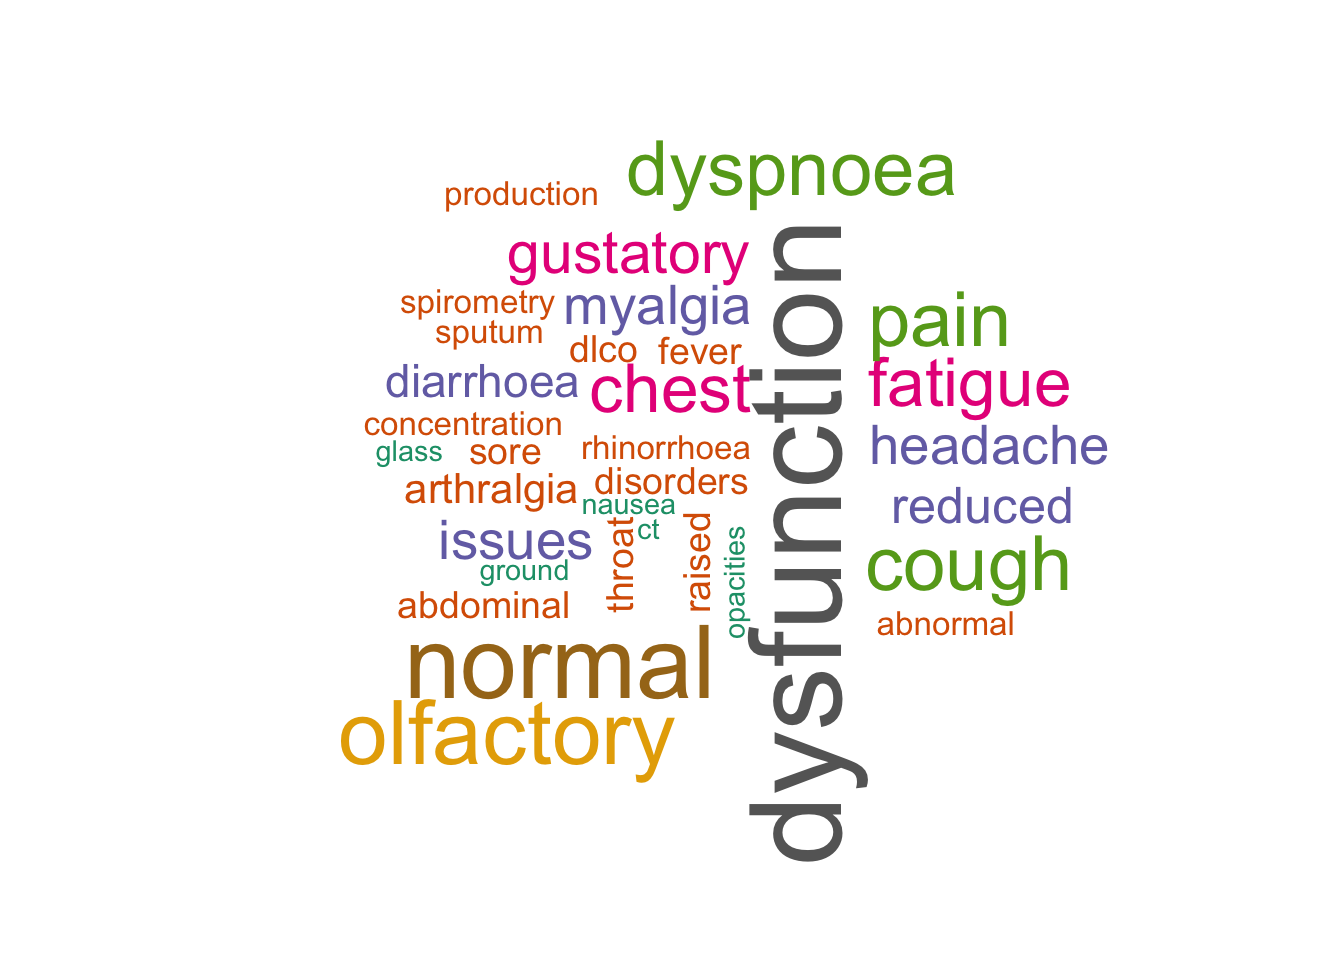 dyspnoea
production
gustatory
spirometry
myalgia
sputum
dlco
fever
diarrhoea
chest
concentration
glass
sore
rhinorrhoea
arthralgia
disorders
nausea
ct
issues
throat
raised
opacities
ground
abdominal
normal
olfactory
dysfunction
pain
fatigue
headache
reduced
cough
abnormal